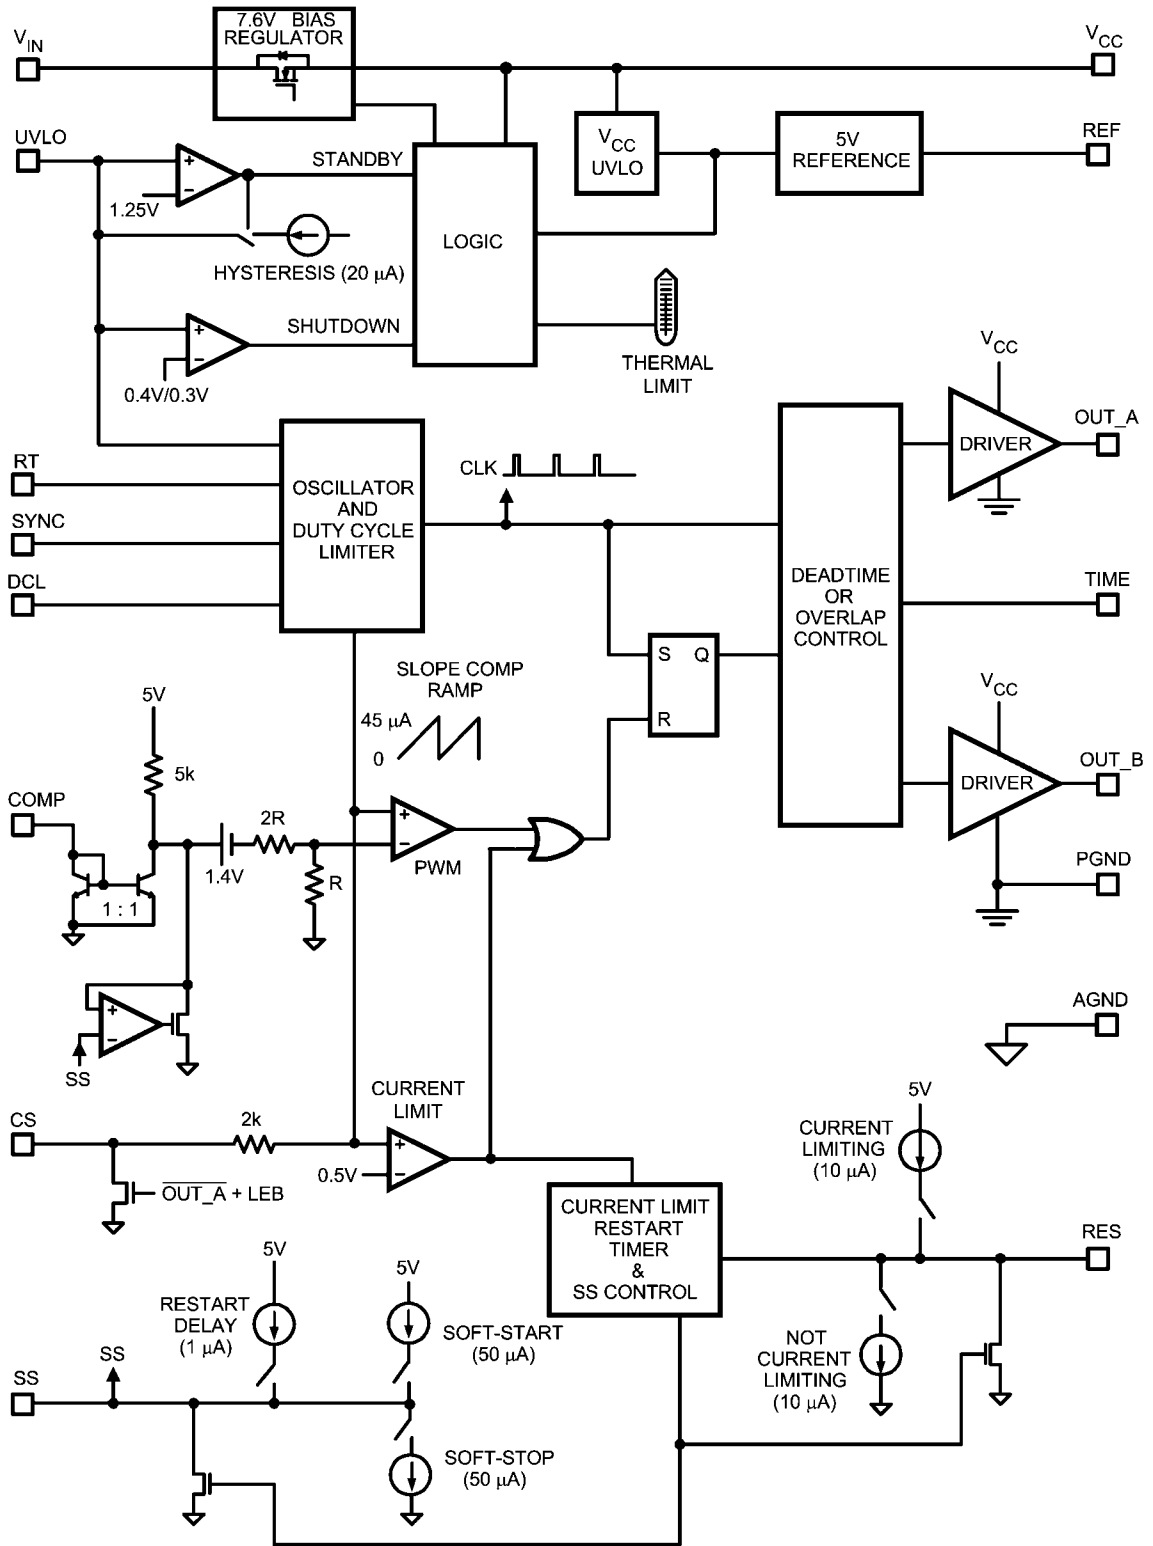 7.6V BIAS
REGULATOR
VIN
VCC
UVLO
STANDBY
1.25V
HYSTERESIS (20 µA)
LOGIC
VCC
UVLO
5V
REFERENCE
REF
SHUTDOWN
0.4V/0.3V
THERMAL
LIMIT
VCC
DRIVER
OUT_A
RT
SYNC
DCL
OSCILLATOR
AND
DUTY CYCLE
LIMITER
CLK
DEADTIME
OR
OVERLAP
CONTROL
TIME
S Q
R
SLOPE COMP
RAMP
45 µA
0
VCC
DRIVER
OUT_B
PGND
5V
5k
COMP
1 : 1
1.4V
2R
R
+
−
PWM
+
−
SS
AGND
CS
2k
CURRENT
LIMIT
+
−
0.5V
OUT_A + LEB
CURRENT LIMIT
RESTART
TIMER
&
SS CONTROL
5V
CURRENT
LIMITING
(10 µA)
RES
NOT
CURRENT
LIMITING
(10 µA)
5V
RESTART
DELAY
(1 µA)
5V
SOFT-START
(50 µA)
SS
SS
SOFT-STOP
(50 µA)